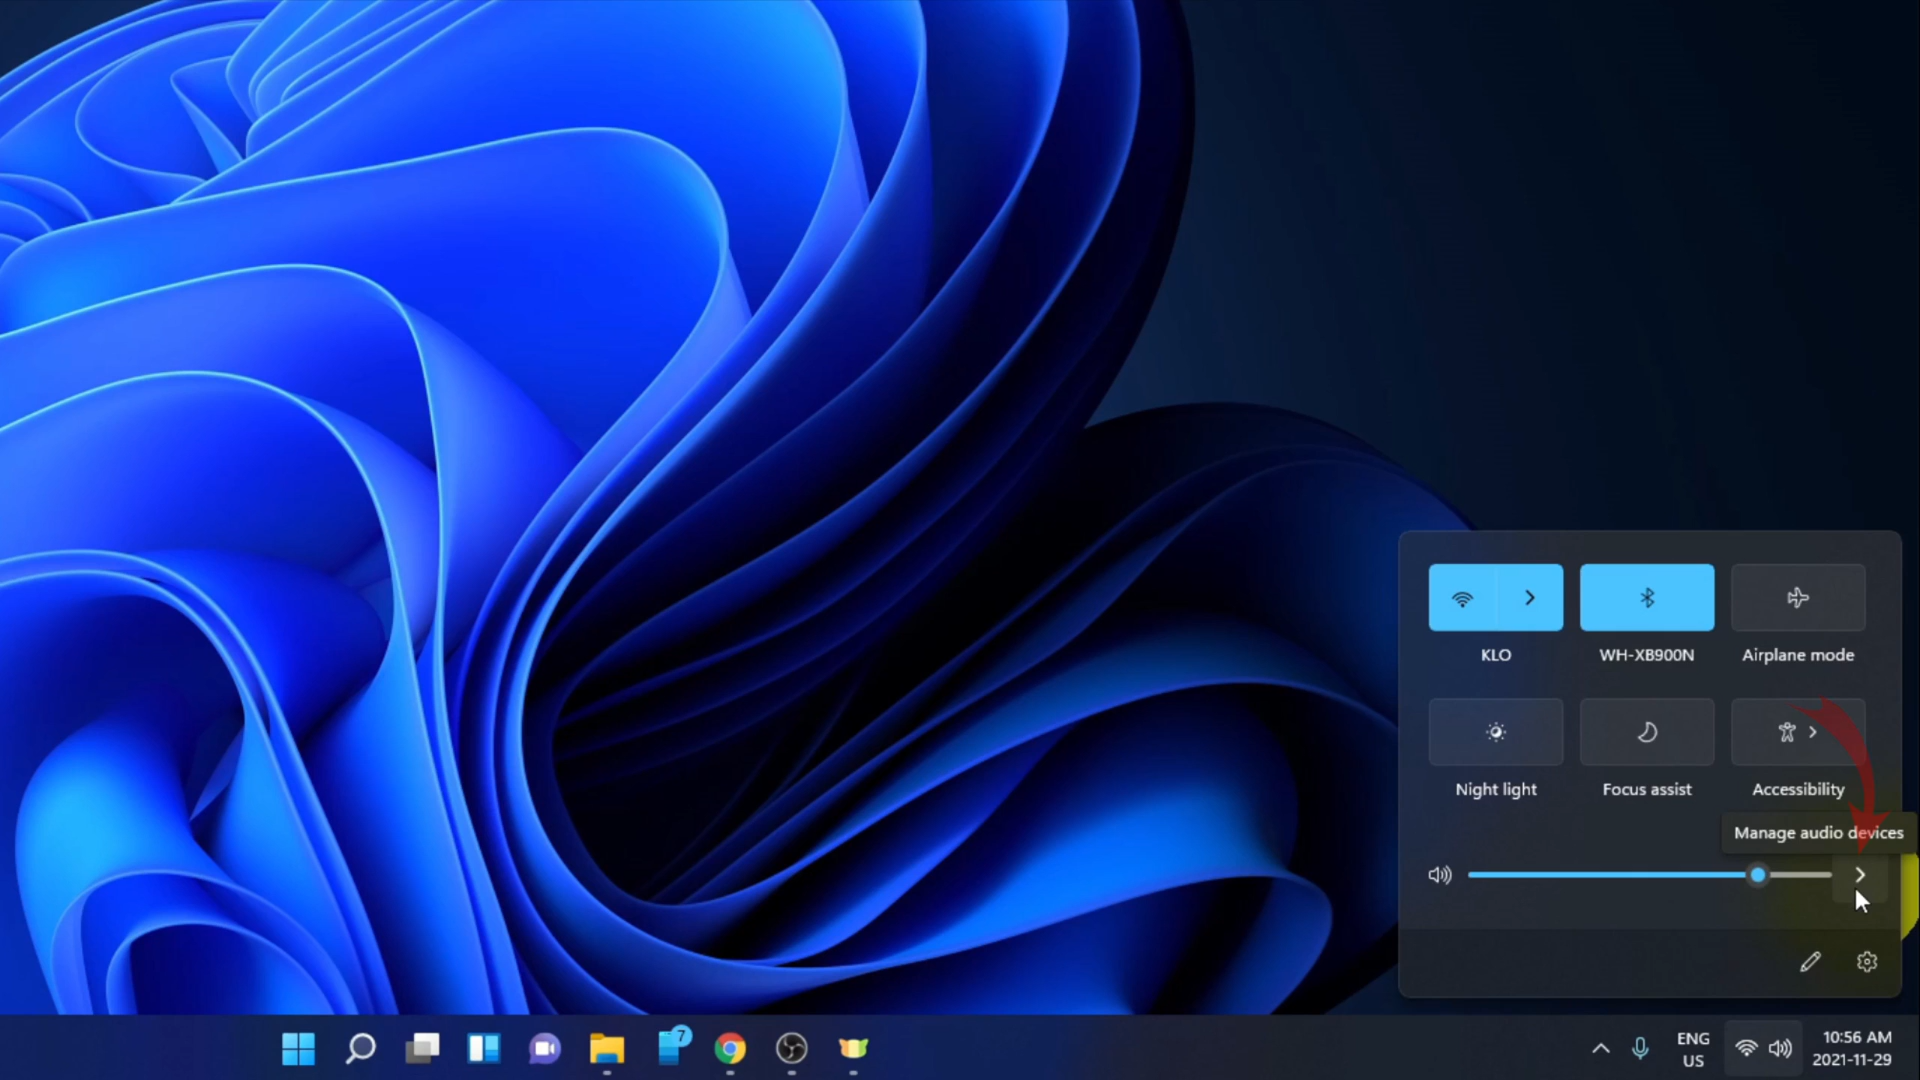 KLO
WH-XB900N
Airplane mode
Night light
Focus assist
Accessibility
Manage audio devices
7
ENG
US
10:56 AM
2021-11-29